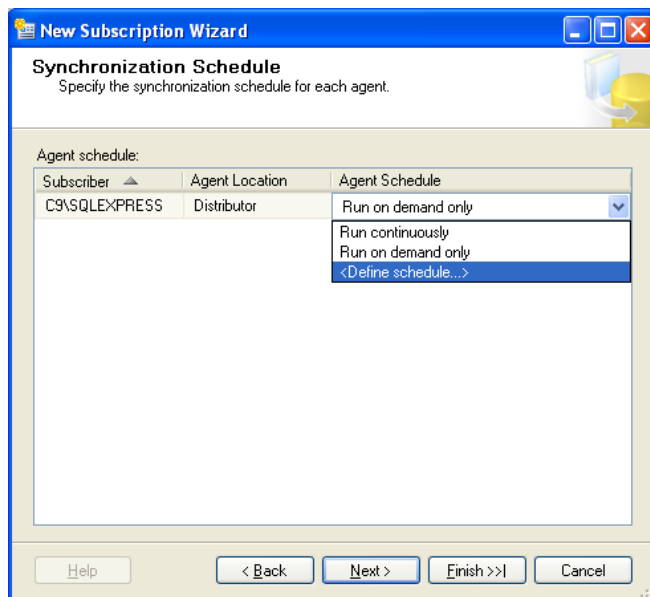 New Subscription Wizard
Synchronization Schedule
Specify the synchronization schedule for each agent.
Agent schedule:
Subscriber Agent Location Agent Schedule
C9\SQLEXPRESS Distributor Run on demand only
Run continuously
Run on demand only
<Define schedule...>
Help < Back Next > Finish >>| Cancel